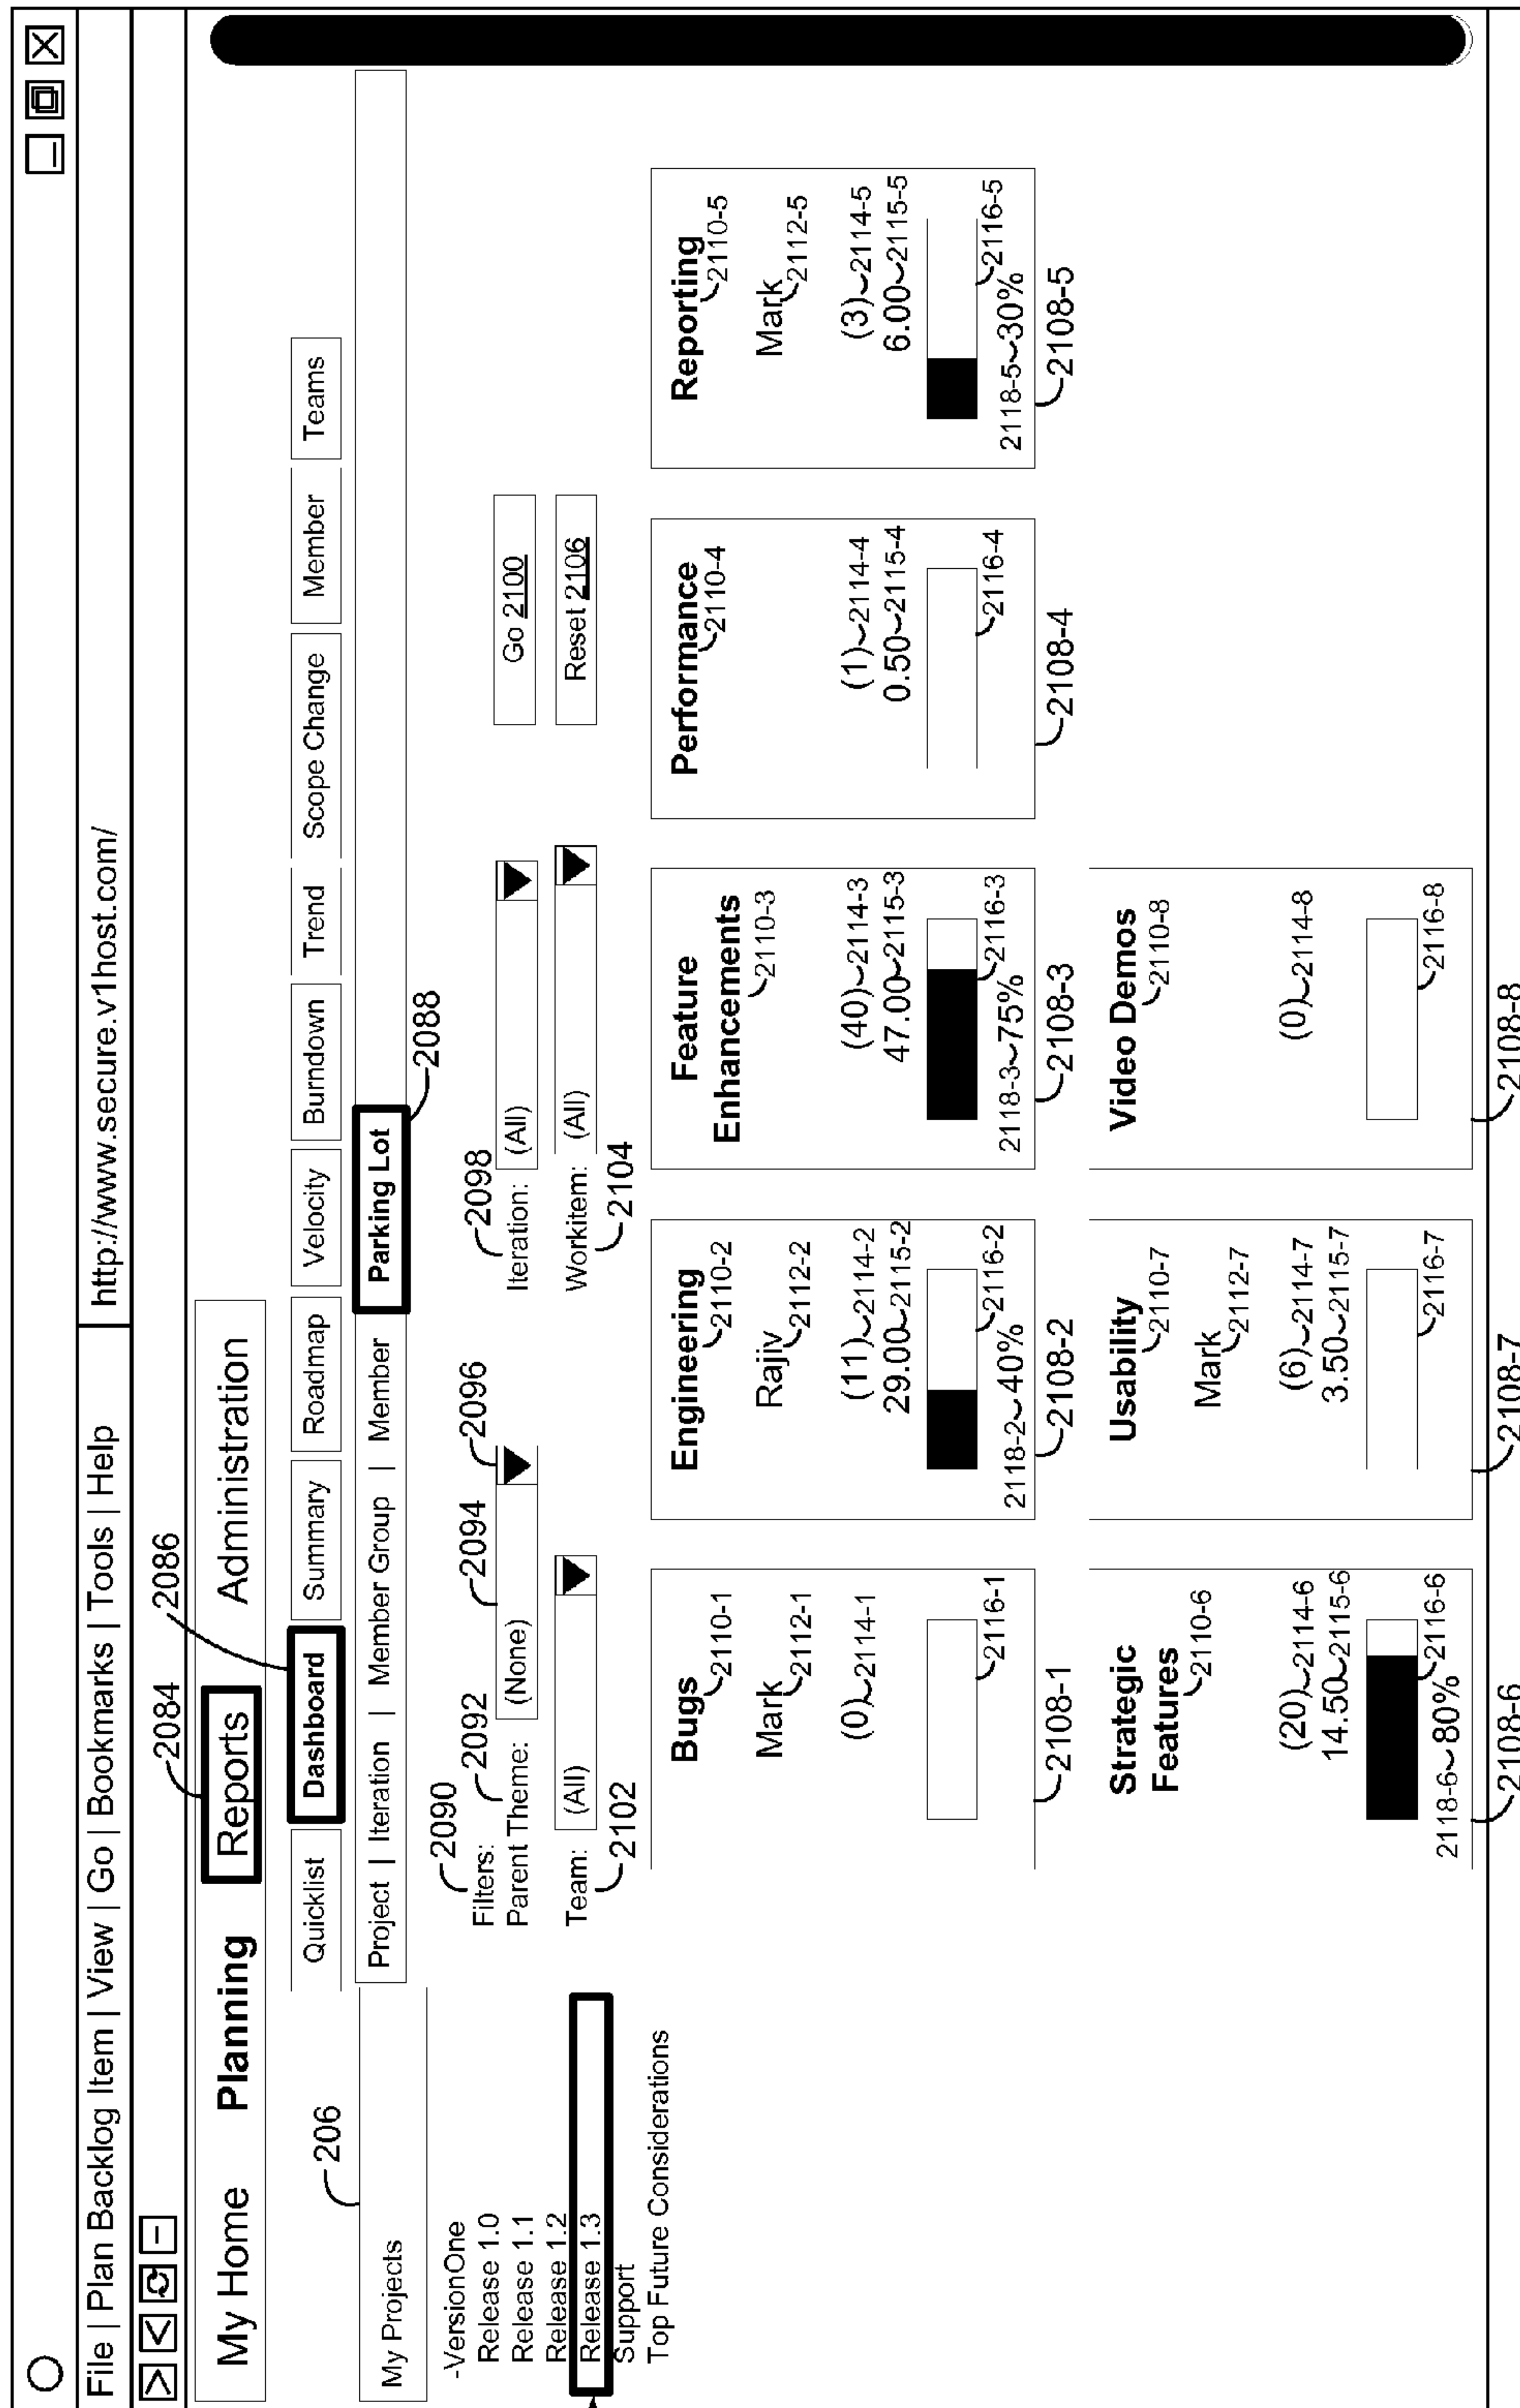 File | Plan Backlog Item | View | Go | Bookmarks | Tools | Help
http://www.secure.v1host.com/
2084
2086
My Home Planning Reports Administration
206
Quicklist Dashboard Summary Roadmap Velocity Burndown Trend Scope Change Member Teams
My Projects
Project | Iteration | Member Group | Member Parking Lot
2088
-VersionOne
Release 1.0
Release 1.1
Release 1.2
Release 1.3
Support
Top Future Considerations
2090
Filters:
2092
2094
2096
2098
Parent Theme: (None)
Iteration: (All)
Go 2100
Team: (All)
Workitem: (All)
Reset 2106
2102
2104
Bugs
2110-1
Mark
2112-1
(0) 2114-1
2116-1
2108-1
Engineering
2110-2
Rajiv
2112-2
(11) 2114-2
29.00 2115-2
2116-2
2118-2 40%
2108-2
Feature
Enhancements
2110-3
(40) 2114-3
47.00 2115-3
2116-3
2118-3 75%
2108-3
Performance
2110-4
(1) 2114-4
0.50 2115-4
2116-4
2108-4
Reporting
2110-5
Mark
2112-5
(3) 2114-5
6.00 2115-5
2116-5
2118-5 30%
2108-5
Strategic
Features
2110-6
(20) 2114-6
14.50 2115-6
2116-6
2118-6 80%
2108-6
Usability
2110-7
Mark
2112-7
(6) 2114-7
3.50 2115-7
2116-7
2108-7
Video Demos
2110-8
(0) 2114-8
2116-8
2108-8